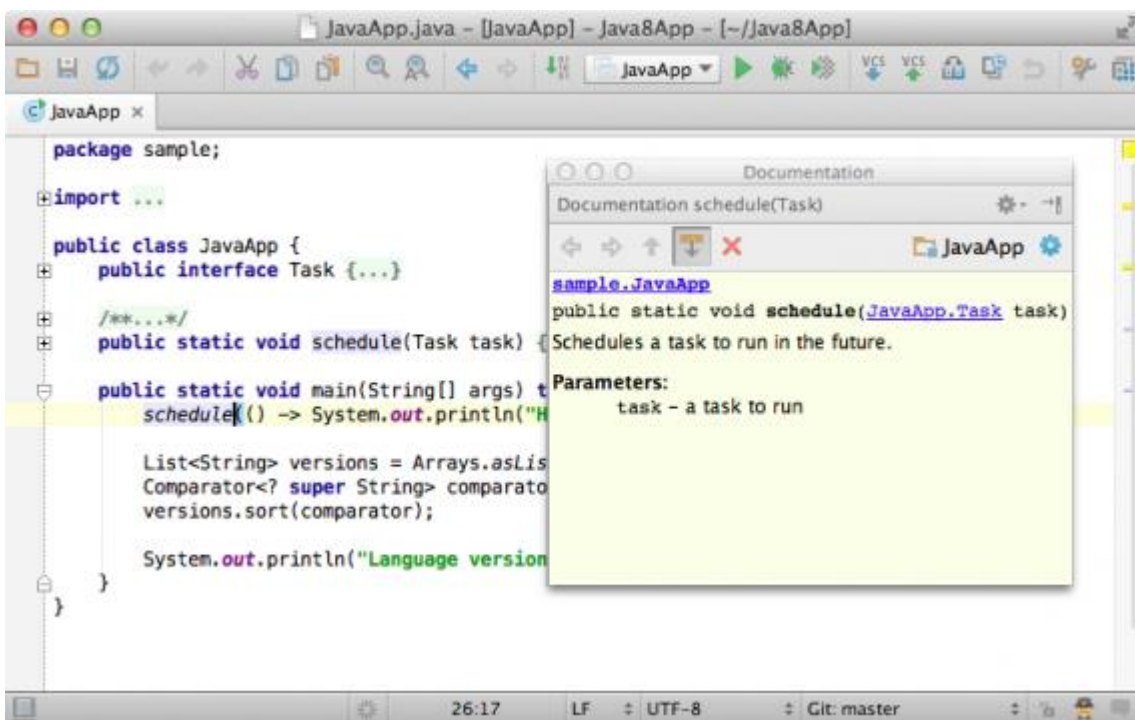 JavaApp.java – [JavaApp] – Java8App – [~/Java8App]
JavaApp
VCS VCS
JavaApp
package sample;
import ...
public class JavaApp {
public interface Task {...}
/**...*/
public static void schedule(Task task) {
public static void main(String[] args) t
schedule(() -> System.out.println("H
List<String> versions = Arrays.asLis
Comparator<? super String> comparato
versions.sort(comparator);
System.out.println("Language version
}
}
Documentation
Documentation schedule(Task)
JavaApp
sample.JavaApp
public static void schedule(JavaApp.Task task)
Schedules a task to run in the future.
Parameters:
task – a task to run
26:17 LF UTF-8 Git: master